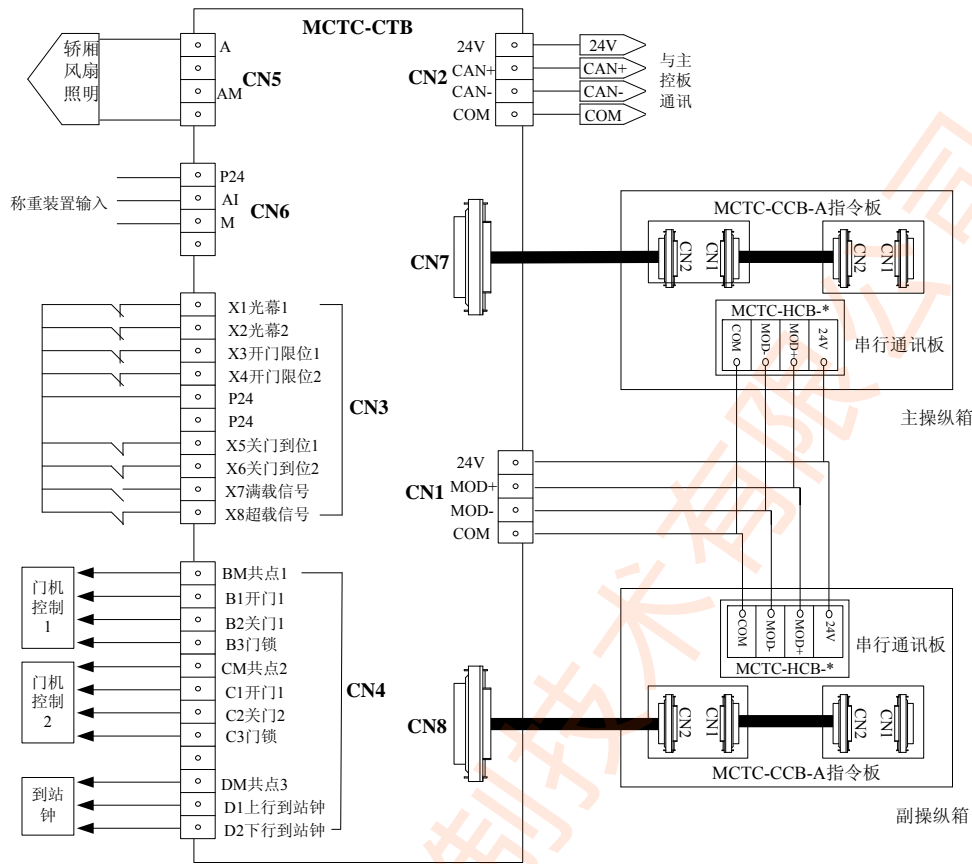 MCTC-CTB
轿厢
风扇
照明
A
AM
CN5
CN2
24V
CAN+
CAN-
COM
24V
CAN+
CAN-
COM
与主
控板
通讯
称重装置输入
P24
AI
M
CN6
CN7
MCTC-CCB-A指令板
CN2
CN1
CN2
CN1
MCTC-HCB-*
COM
MOD-
MOD+
24V
串行通讯板
主操纵箱
X1光幕1
X2光幕2
X3开门限位1
X4开门限位2
P24
P24
X5关门到位1
X6关门到位2
X7满载信号
X8超载信号
CN3
CN1
24V
MOD+
MOD-
COM
门机
控制
1
门机
控制
2
到站
钟
BM共点1
B1开门1
B2关门1
B3门锁
CM共点2
C1开门1
C2关门2
C3门锁
DM共点3
D1上行到站钟
D2下行到站钟
CN4
CN8
COM
MOD-
MOD+
24V
MCTC-HCB-*
串行通讯板
CN2
CN1
CN2
CN1
MCTC-CCB-A指令板
副操纵箱
制技术有限公司